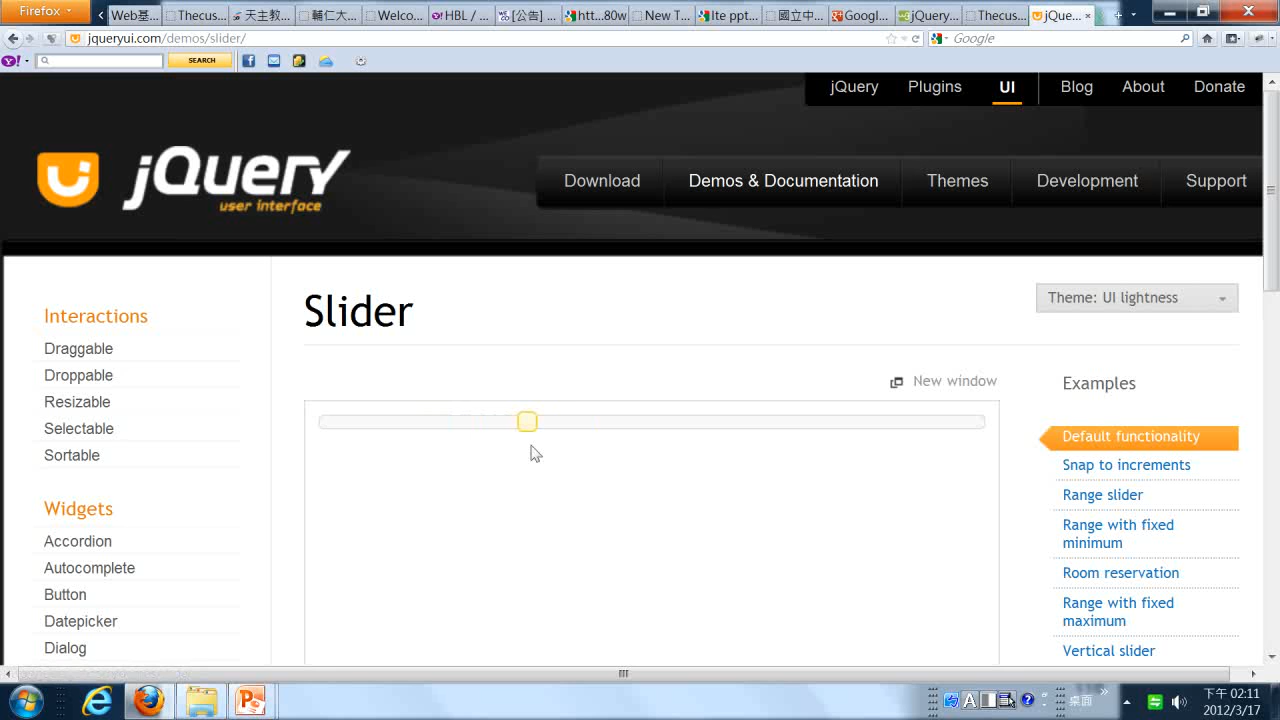 Firefox
Web基...
Thecus...
天主教...
輔仁大...
Welco...
HBL - ...
[公告] ...
htt...80w
New T...
lte ppt...
國立中...
Googl...
jQuery...
Thecus...
jQue...
jqueryui.com/demos/slider/
Google
SEARCH
jQuery Plugins UI Blog About Donate
jQuery
user interface
Download Demos & Documentation Themes Development Support
Interactions
Draggable
Droppable
Resizable
Selectable
Sortable
Widgets
Accordion
Autocomplete
Button
Datepicker
Dialog
Slider
Theme: UI lightness
New window
Examples
Default functionality
Snap to increments
Range slider
Range with fixed
minimum
Room reservation
Range with fixed
maximum
Vertical slider
桌面
下午 02:11
2012/3/17